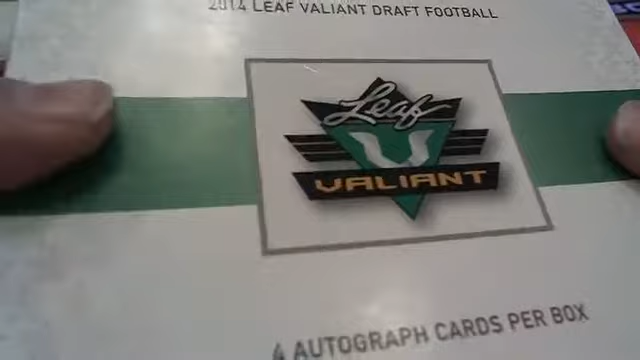 2014 LEAF VALIANT DRAFT FOOTBALL
Leaf
VALIANT
4 AUTOGRAPH CARDS PER BOX